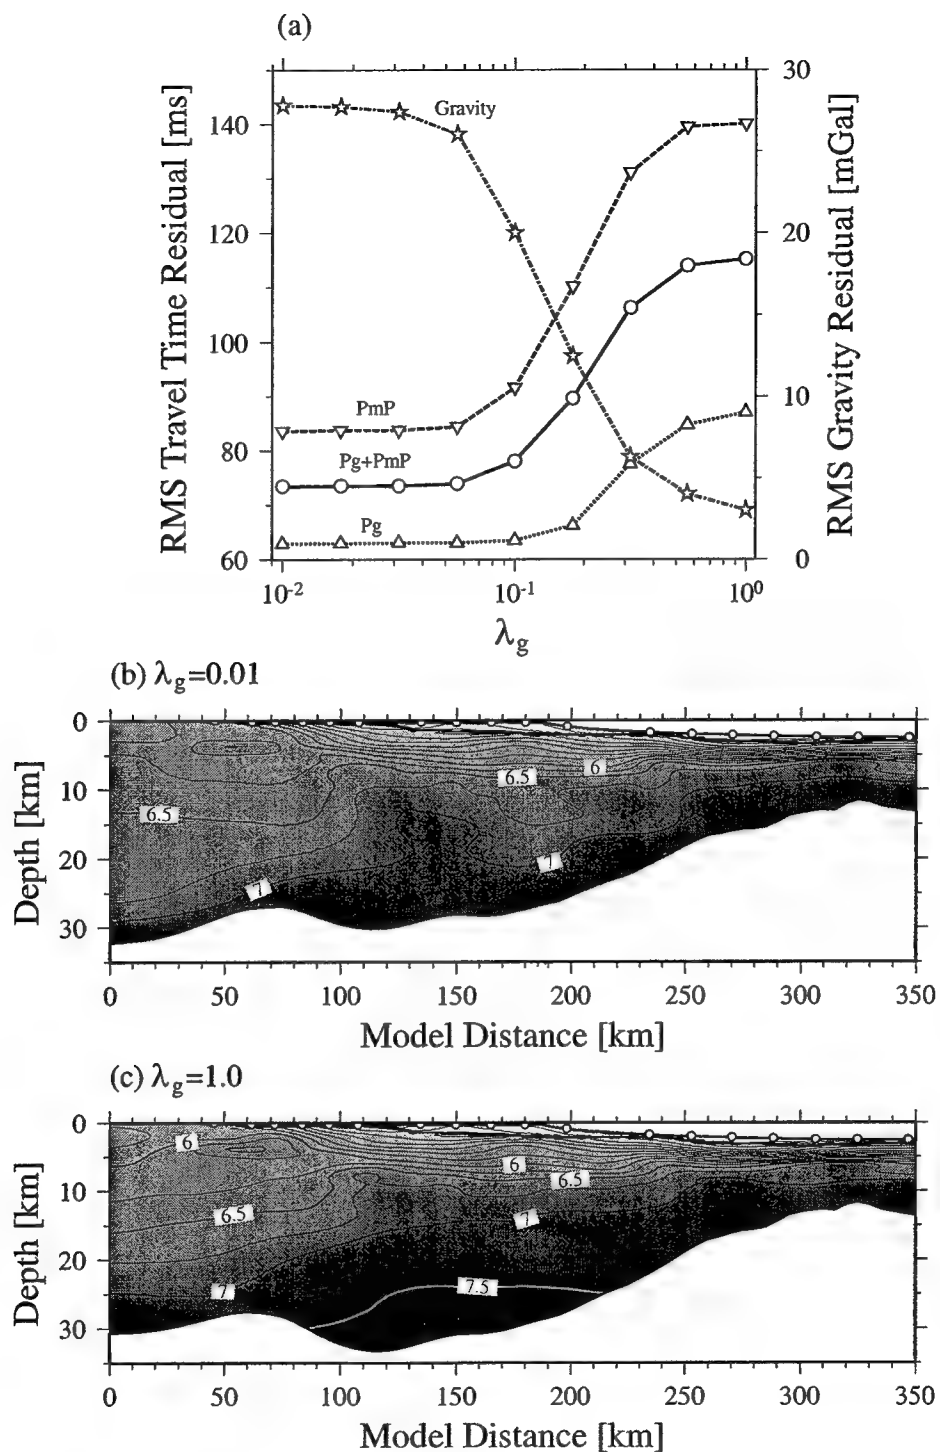 (a)
RMS Travel Time Residual [ms]
140
120
100
80
60
30
20
10
0
RMS Gravity Residual [mGal]
Gravity
PmP
Pg+PmP
Pg
10-2
10-1
100
λg
(b) λg=0.01
Depth [km]
0
10
20
30
6
6.5
6.5
7
7
0 50 100 150 200 250 300 350
Model Distance [km]
(c) λg=1.0
Depth [km]
0
10
20
30
6
6
6.5
6.5
7
7
7.5
0 50 100 150 200 250 300 350
Model Distance [km]